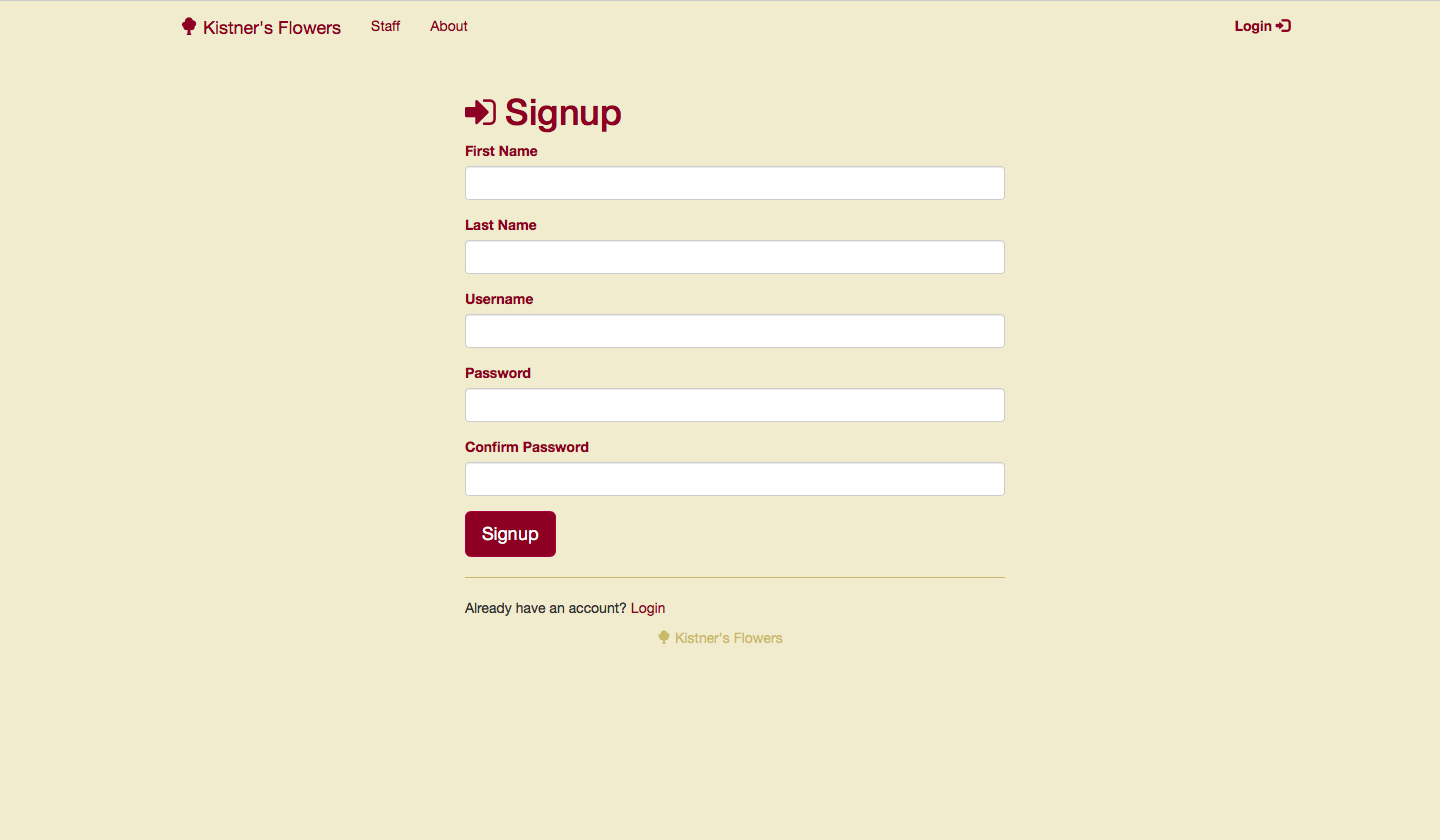 Kistner's Flowers Staff About Login
Signup
First Name
Last Name
Username
Password
Confirm Password
Signup
Already have an account? Login
Kistner's Flowers